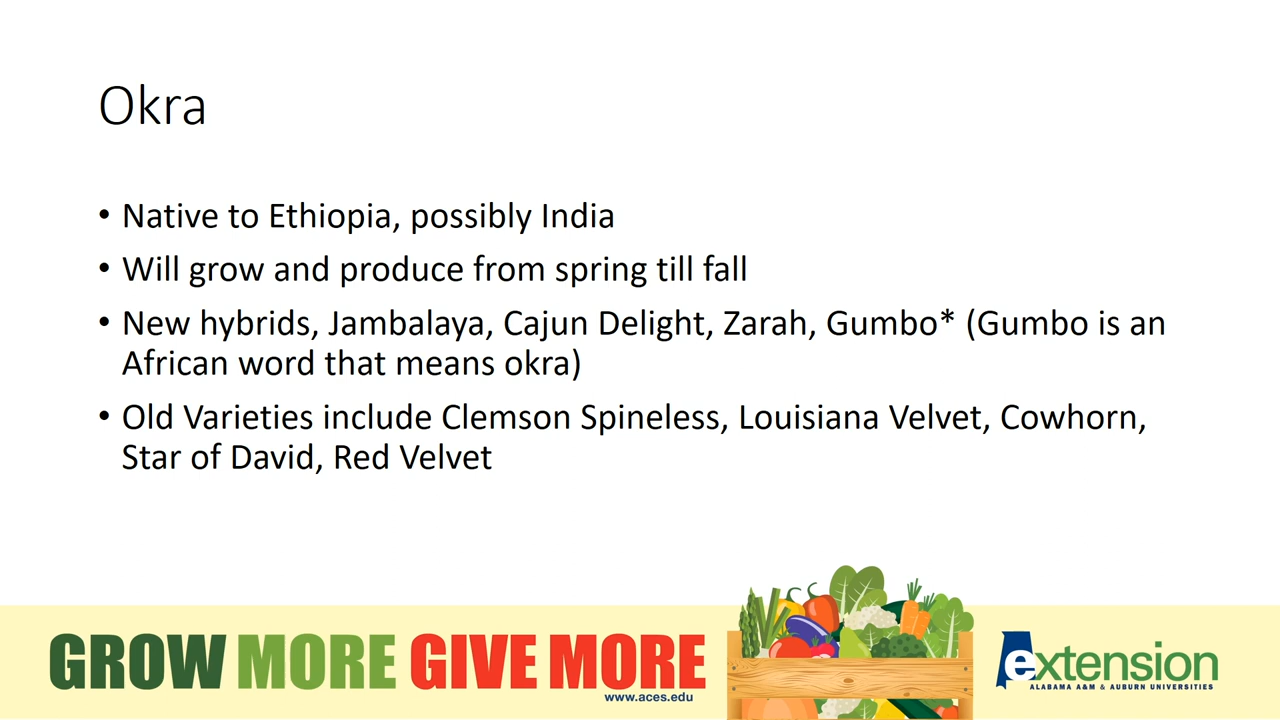 Okra
• Native to Ethiopia, possibly India
• Will grow and produce from spring till fall
• New hybrids, Jambalaya, Cajun Delight, Zarah, Gumbo* (Gumbo is an
African word that means okra)
• Old Varieties include Clemson Spineless, Louisiana Velvet, Cowhorn,
Star of David, Red Velvet
GROW MORE GIVE MORE
www.aces.edu
extension
ALABAMA A&M & AUBURN UNIVERSITIES